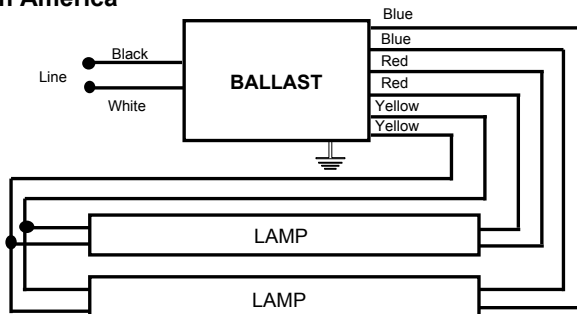 America
Blue
Blue
Black
Red
Line
BALLAST
Red
White
Yellow
Yellow
LAMP
LAMP